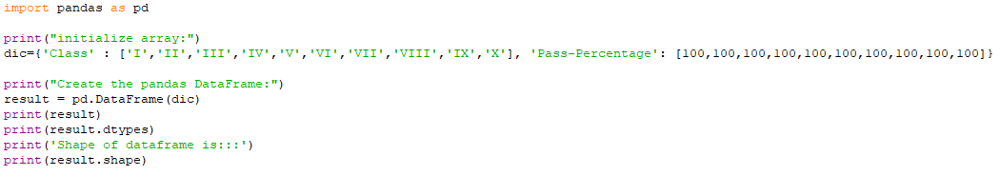 import pandas as pd
print("initialize array:")
dic={'Class' : ['I','II','III','IV','V','VI','VII','VIII','IX','X'], 'Pass-Percentage': [100,100,100,100,100,100,100,100,100,100]}
print("Create the pandas DataFrame:")
result = pd.DataFrame(dic)
print(result)
print(result.dtypes)
print('Shape of dataframe is:::')
print(result.shape)